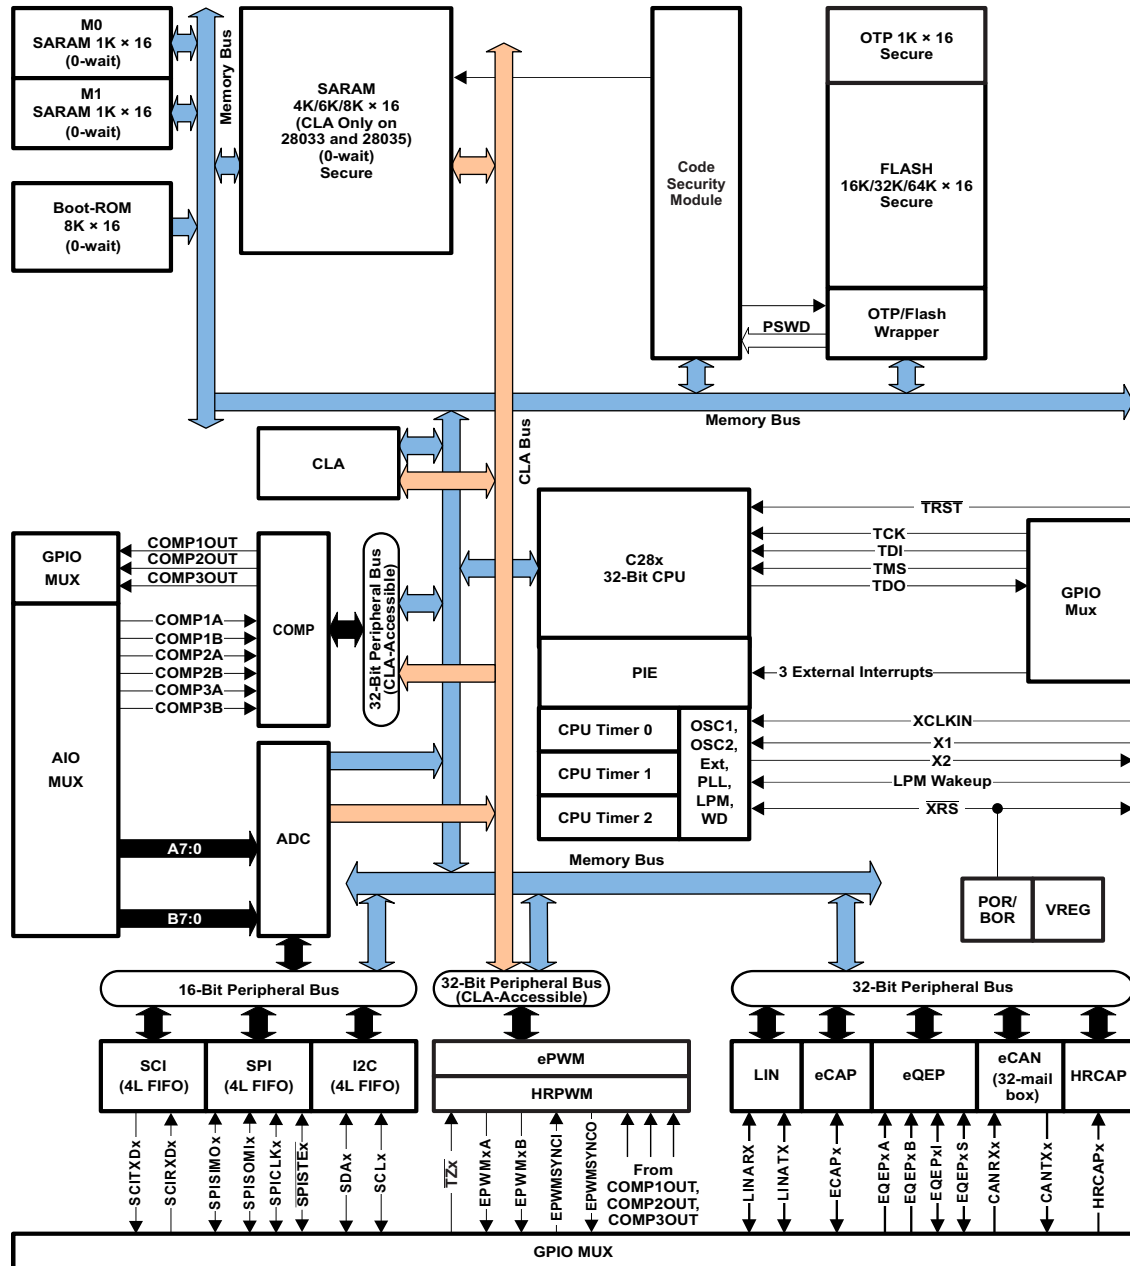 M0
SARAM 1K × 16
(0-wait)
M1
SARAM 1K × 16
(0-wait)
Boot-ROM
8K × 16
(0-wait)
Memory Bus
SARAM
4K/6K/8K × 16
(CLA Only on
28033 and 28035)
(0-wait)
Secure
Code
Security
Module
OTP 1K × 16
Secure
FLASH
16K/32K/64K × 16
Secure
OTP/Flash
Wrapper
PSWD
Memory Bus
CLA Bus
CLA
C28x
32-Bit CPU
TRST
TCK
TDI
TMS
TDO
GPIO
Mux
PIE
3 External Interrupts
CPU Timer 0
CPU Timer 1
CPU Timer 2
OSC1,
OSC2,
Ext,
PLL,
LPM,
WD
XCLKIN
X1
X2
LPM Wakeup
XRS
POR/
BOR
VREG
GPIO
MUX
COMP1OUT
COMP2OUT
COMP3OUT
AIO
MUX
COMP1A
COMP1B
COMP2A
COMP2B
COMP3A
COMP3B
COMP
32-Bit Peripheral Bus
(CLA-Accessible)
A7:0
B7:0
ADC
Memory Bus
16-Bit Peripheral Bus
32-Bit Peripheral Bus
(CLA-Accessible)
32-Bit Peripheral Bus
SCI
(4L FIFO)
SPI
(4L FIFO)
I2C
(4L FIFO)
ePWM
HRPWM
LIN
eCAP
eQEP
eCAN
(32-mail
box)
HRCAP
SCITXDx
SCIRXDx
SPISIMOx
SPISOMIx
SPICLKx
SPISTEx
SDAx
SCLx
TZx
EPWMxA
EPWMxB
EPWMSYNCI
EPWMSYNCO
From
COMP1OUT,
COMP2OUT,
COMP3OUT
LINARX
LINATX
ECAPx
EQEPxA
EQEPxB
EQEPxI
EQEPxS
CANRXx
CANTXx
HRCAPx
GPIO MUX